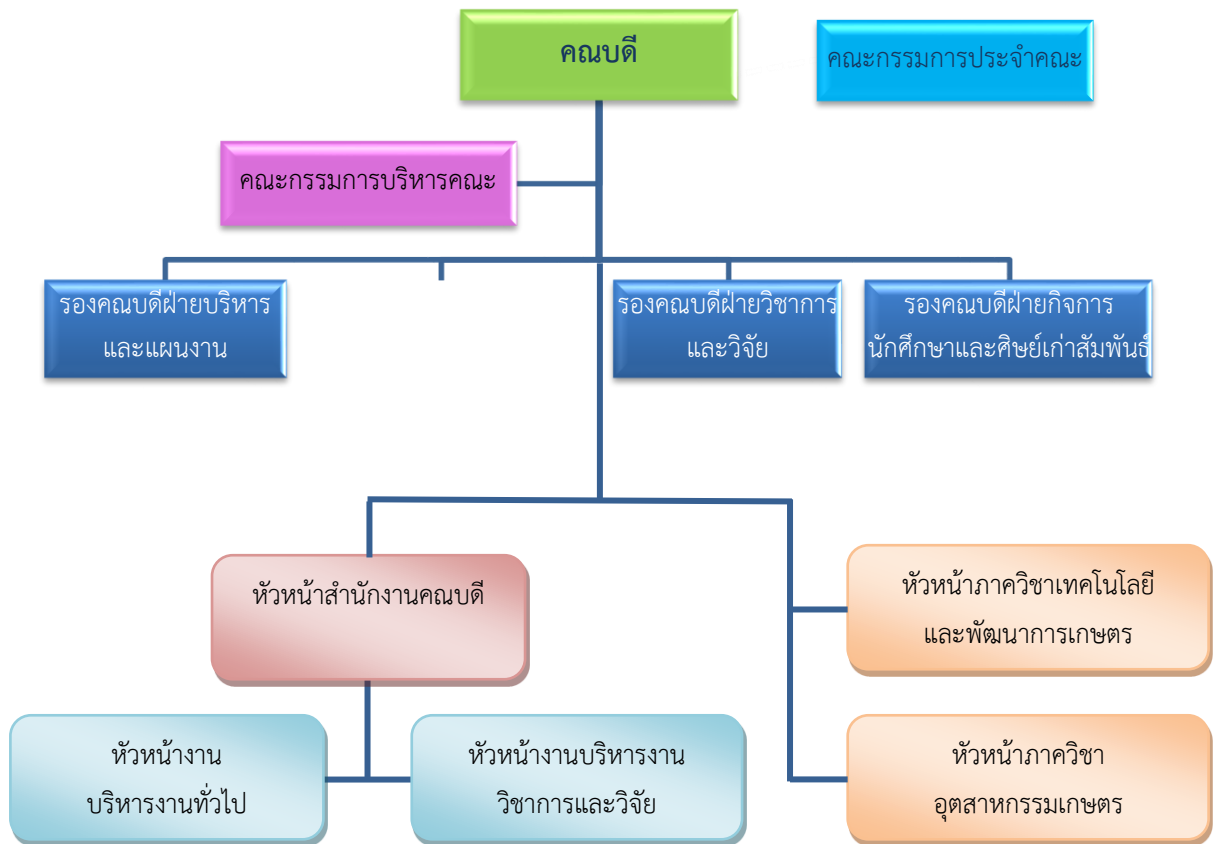 คณบดี
คณะกรรมการประจำคณะ
คณะกรรมการบริหารคณะ
รองคณบดีฝ่ายบริหาร
และแผนงาน
รองคณบดีฝ่ายวิชาการ
และวิจัย
รองคณบดีฝ่ายกิจการ
นักศึกษาและศิษย์เก่าสัมพันธ์
หัวหน้าสำนักงานคณบดี
หัวหน้าภาควิชาเทคโนโลยี
และพัฒนาการเกษตร
หัวหน้างาน
บริหารงานทั่วไป
หัวหน้างานบริหารงาน
วิชาการและวิจัย
หัวหน้าภาควิชา
อุตสาหกรรมเกษตร